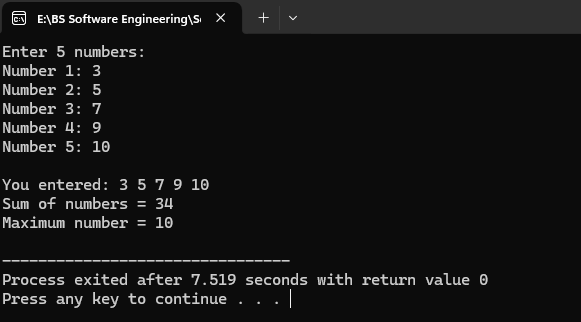 E:\BS Software Engineering\Se
Enter 5 numbers:
Number 1: 3
Number 2: 5
Number 3: 7
Number 4: 9
Number 5: 10
You entered: 3 5 7 9 10
Sum of numbers = 34
Maximum number = 10
--------------------------------
Process exited after 7.519 seconds with return value 0
Press any key to continue . . .